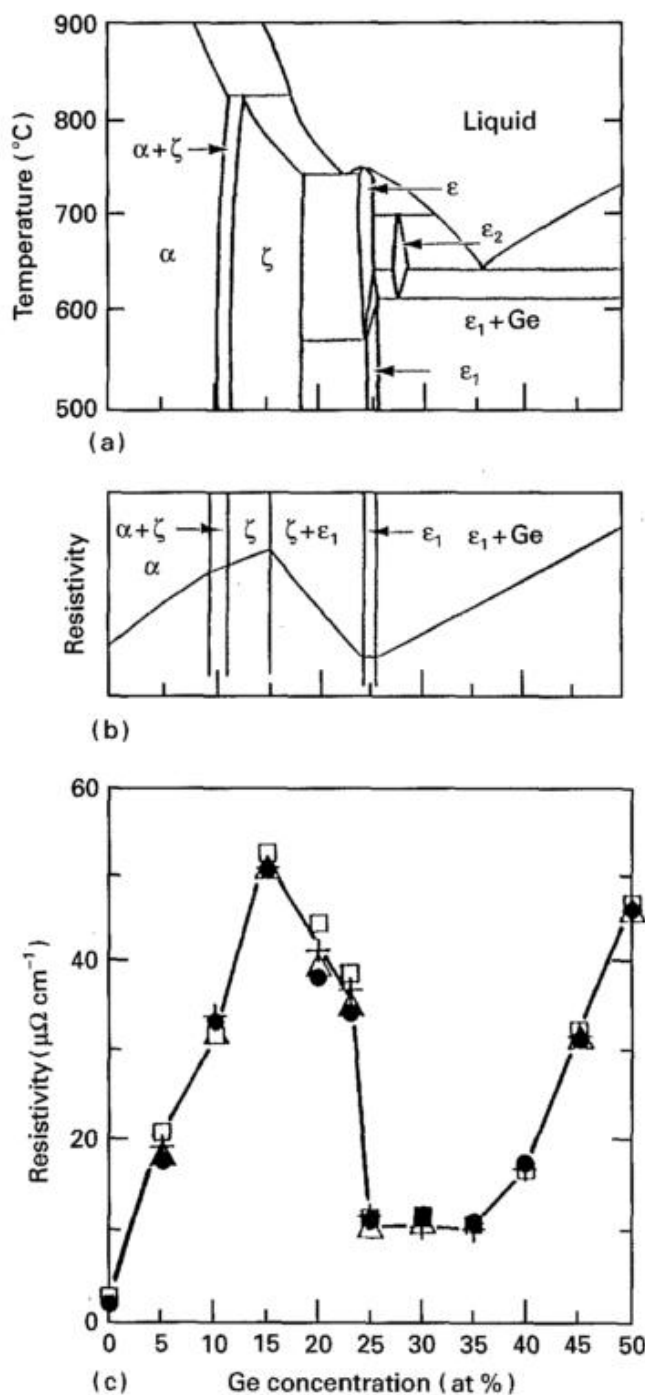 900
800
700
600
500
Temperature (°C)
Liquid
α+ζ
ε
ε₂
α
ζ
ε₁ + Ge
ε₁
(a)
α+ζ
ζ
ζ+ε₁
ε₁
ε₁ + Ge
α
Resistivity
(b)
60
40
20
0
Resistivity (μΩ cm⁻¹)
0 5 10 15 20 25 30 35 40 45 50
(c) Ge concentration (at %)